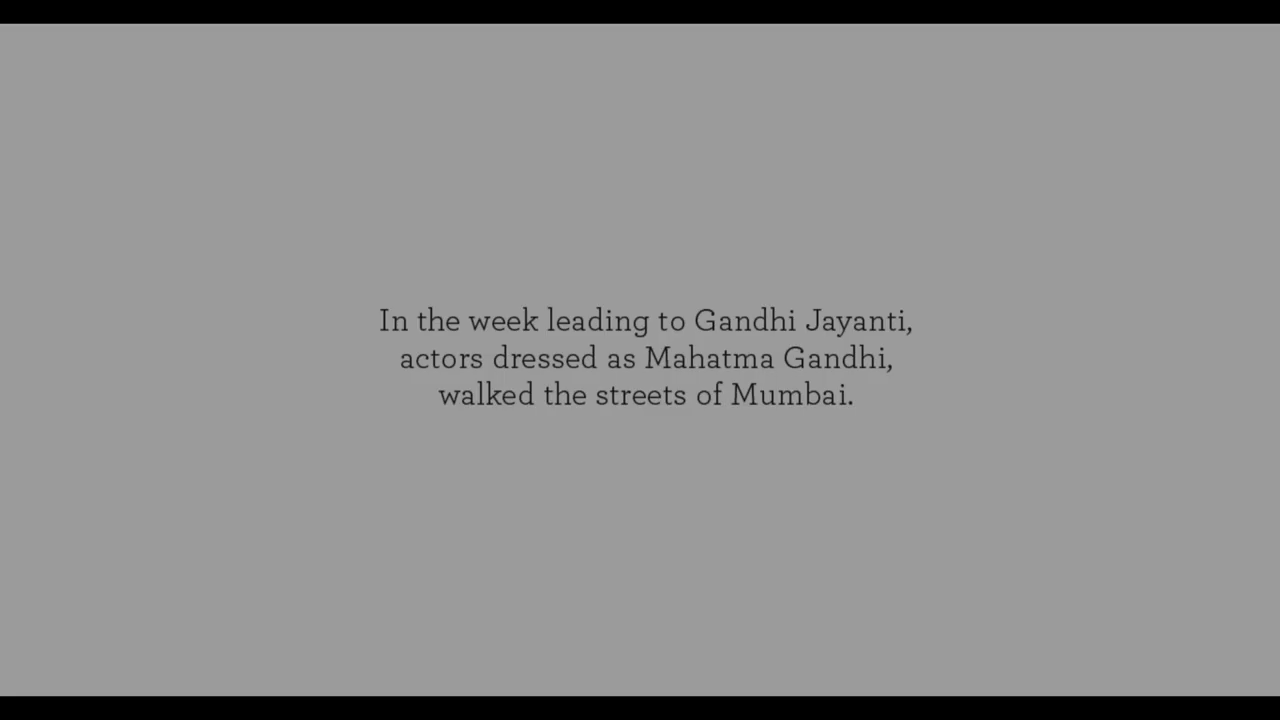 In the week leading to Gandhi Jayanti,
actors dressed as Mahatma Gandhi,
walked the streets of Mumbai.